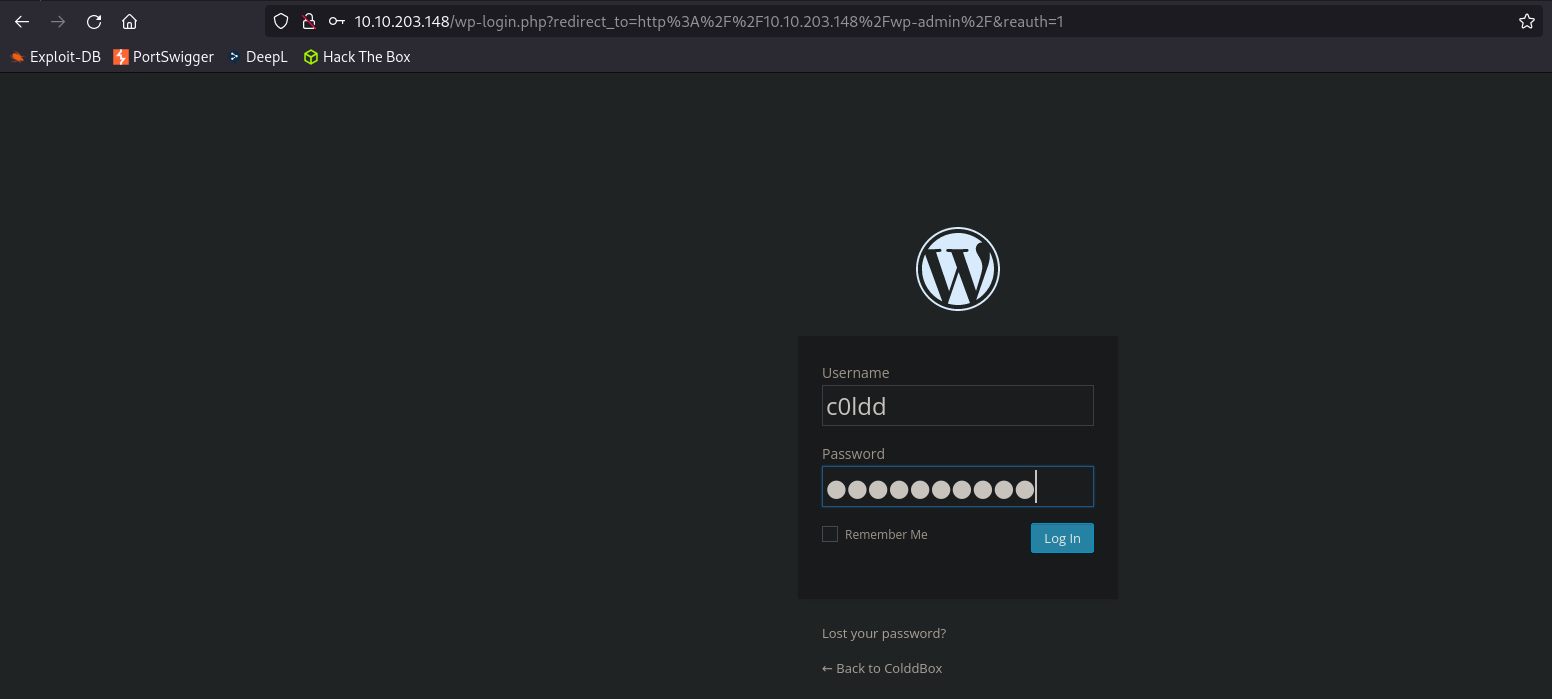 10.10.203.148/wp-login.php?redirect_to=http%3A%2F%2F10.10.203.148%2Fwp-admin%2F&reauth=1
Exploit-DB PortSwigger DeepL Hack The Box
Username
c0ldd
Password
Remember Me Log In
Lost your password?
← Back to ColddBox